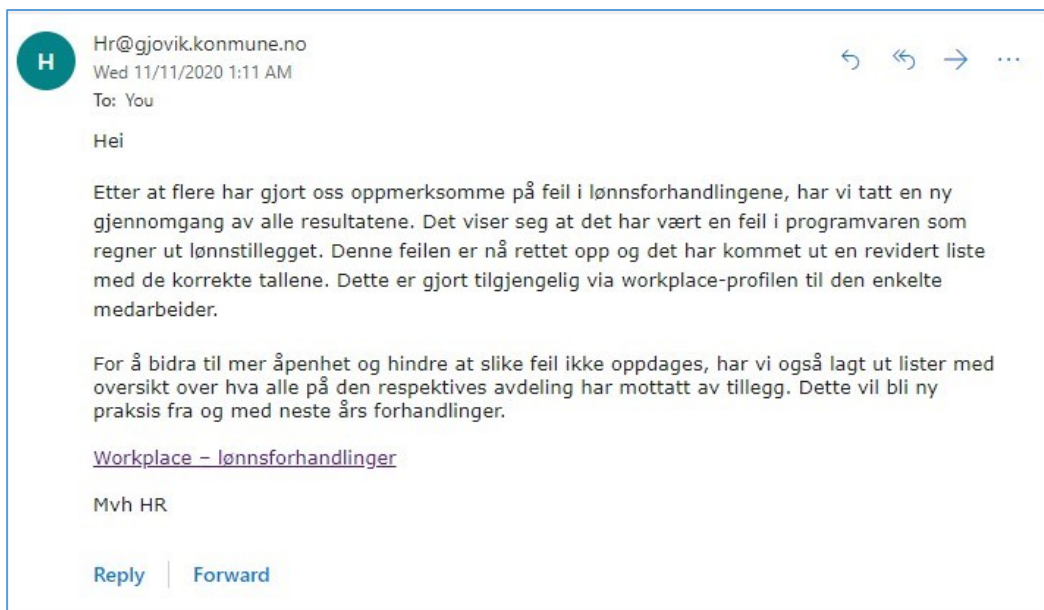 H
Hr@gjovik.konmune.no
Wed 11/11/2020 1:11 AM
To: You
Hei
Etter at flere har gjort oss oppmerksomme på feil i lønnsforhandlingene, har vi tatt en ny
gjennomgang av alle resultatene. Det viser seg at det har vært en feil i programvaren som
regner ut lønnstillegget. Denne feilen er nå rettet opp og det har kommet ut en revidert liste
med de korrekte tallene. Dette er gjort tilgjengelig via workplace-profilen til den enkelte
medarbeider.
For å bidra til mer åpenhet og hindre at slike feil ikke oppdages, har vi også lagt ut lister med
oversikt over hva alle på den respektives avdeling har mottatt av tillegg. Dette vil bli ny
praksis fra og med neste års forhandlinger.
Workplace – lønnsforhandlinger
Mvh HR
Reply Forward